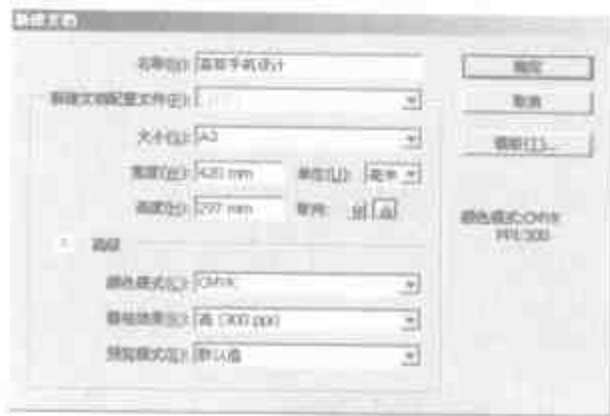 新建文档
名称(N): 音乐手机设计
确定
新建文档配置文件(P):
取消
大小(S): A3
模板(T)...
宽度(W): 420 mm 单位(U): 毫米
高度(H): 297 mm 取向:
颜色模式:CMYK
PPI:300
高级
颜色模式(C): CMYK
栅格效果(R): 高 (300 ppi)
预览模式(E): 默认值